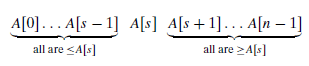 A[0]... A[s − 1] A[s] A[s + 1]... A[n − 1]
all are ≤A[s] all are ≥A[s]